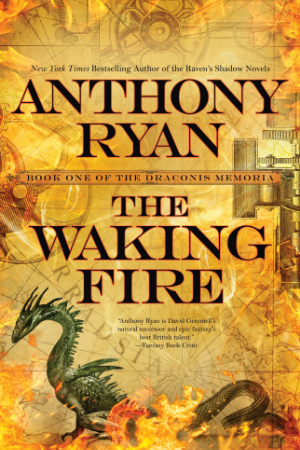 New York Times Bestselling Author of the Raven's Shadow Novels
ANTHONY
RYAN
BOOK ONE OF THE DRACONIS MEMORIA
THE
WAKING
FIRE
"Anthony Ryan is David Gemmell's
natural successor and epic fantasy's
best British talent."
—Fantasy Book Critic